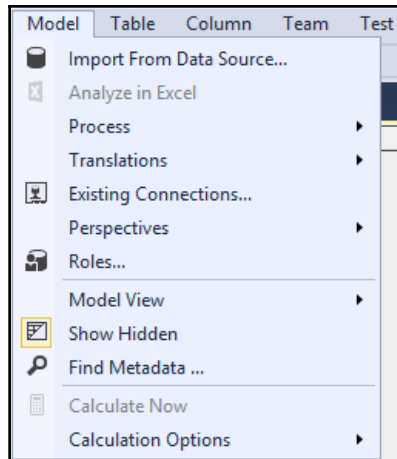 Model Table Column Team Test
Import From Data Source...
Analyze in Excel
Process
Translations
Existing Connections...
Perspectives
Roles...
Model View
Show Hidden
Find Metadata ...
Calculate Now
Calculation Options